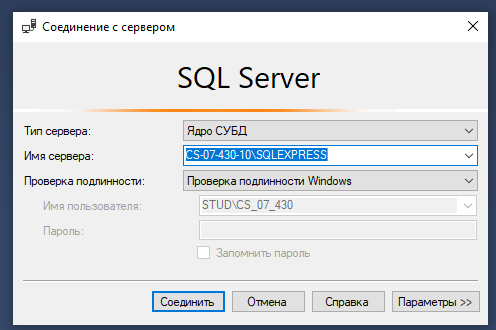 Соединение с сервером
SQL Server
Тип сервера: Ядро СУБД
Имя сервера: CS-07-430-10\SQLEXPRESS
Проверка подлинности: Проверка подлинности Windows
Имя пользователя: STUD\CS_07_430
Пароль:
Запомнить пароль
Соединить Отмена Справка Параметры >>